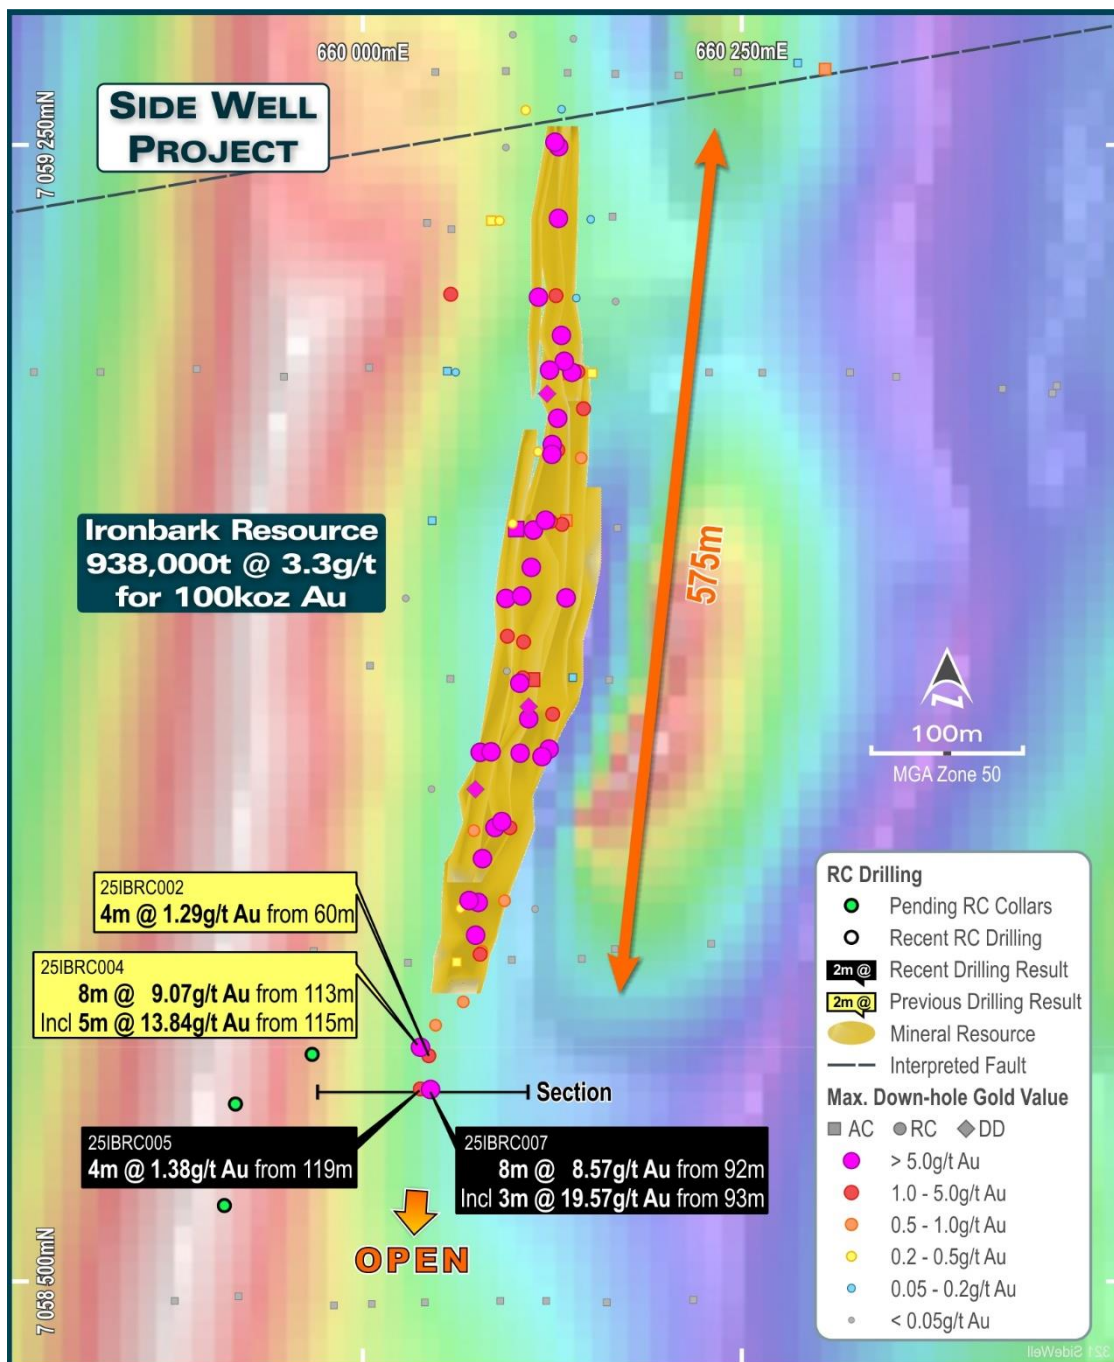 660 000mE
660 250mE
7 059 250mN
SIDE WELL
PROJECT
Ironbark Resource
938,000t @ 3.3g/t
for 100koz Au
575m
N
100m
MGA Zone 50
25IBRC002
4m @ 1.29g/t Au from 60m
25IBRC004
8m @ 9.07g/t Au from 113m
Incl 5m @ 13.84g/t Au from 115m
Section
25IBRC005
4m @ 1.38g/t Au from 119m
25IBRC007
8m @ 8.57g/t Au from 92m
Incl 3m @ 19.57g/t Au from 93m
OPEN
7 058 500mN
RC Drilling
Pending RC Collars
Recent RC Drilling
2m @ Recent Drilling Result
2m @ Previous Drilling Result
Mineral Resource
Interpreted Fault
Max. Down-hole Gold Value
AC RC DD
> 5.0g/t Au
1.0 - 5.0g/t Au
0.5 - 1.0g/t Au
0.2 - 0.5g/t Au
0.05 - 0.2g/t Au
< 0.05g/t Au
321 SideWell